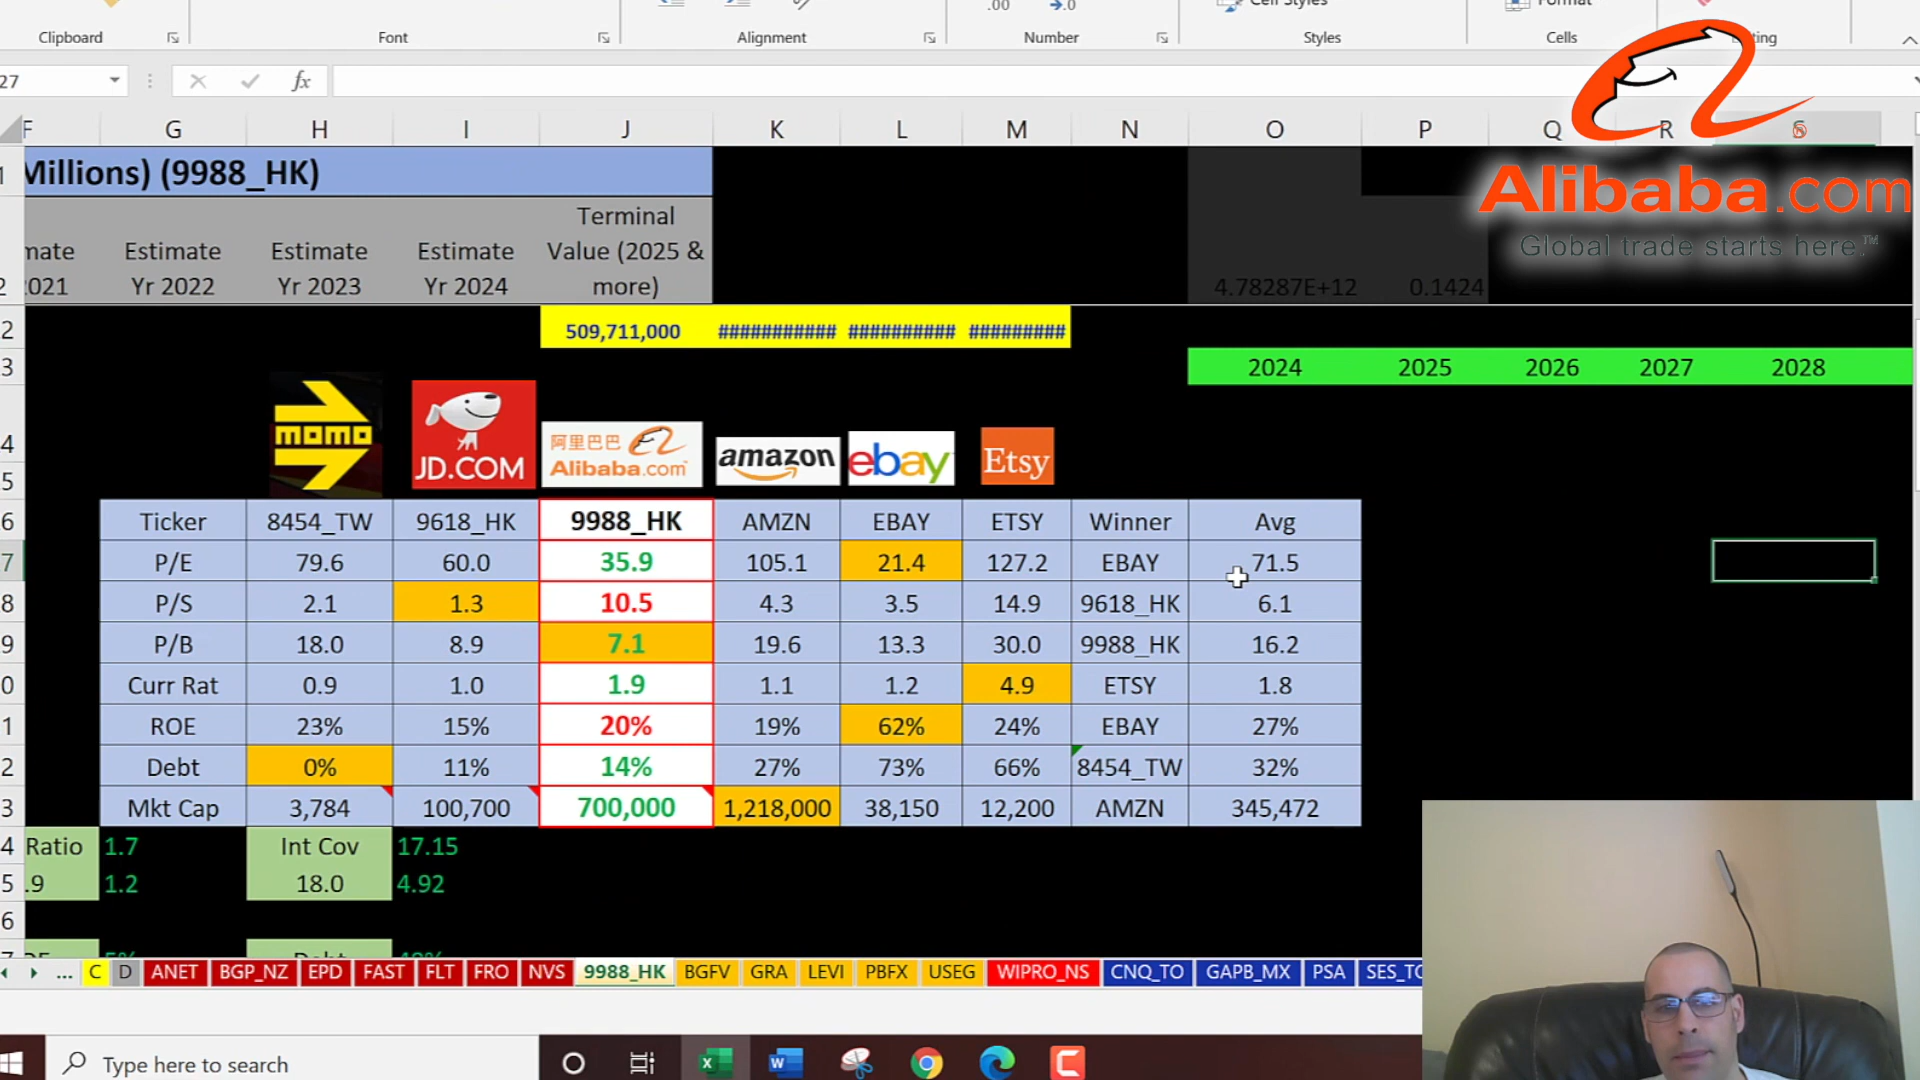 Clipboard Font Alignment Number Styles Cells
27 fx
F G H I J K L M N O P Q R S
Millions) (9988_HK)
Estimate Yr 2022
Estimate Yr 2023
Estimate Yr 2024
Terminal Value (2025 & more)
4.78287E+12 0.1424
509,711,000 ########### ########## #########
2024 2025 2026 2027 2028
momo
JD.COM
阿里巴巴
Alibaba.com™
amazon
ebay
Etsy
Ticker 8454_TW 9618_HK 9988_HK AMZN EBAY ETSY Winner Avg
P/E 79.6 60.0 35.9 105.1 21.4 127.2 EBAY 71.5
P/S 2.1 1.3 10.5 4.3 3.5 14.9 9618_HK 6.1
P/B 18.0 8.9 7.1 19.6 13.3 30.0 9988_HK 16.2
Curr Rat 0.9 1.0 1.9 1.1 1.2 4.9 ETSY 1.8
ROE 23% 15% 20% 19% 62% 24% EBAY 27%
Debt 0% 11% 14% 27% 73% 66% 8454_TW 32%
Mkt Cap 3,784 100,700 700,000 1,218,000 38,150 12,200 AMZN 345,472
Ratio 1.7 Int Cov 17.15
.9 1.2 18.0 4.92
... C D ANET BGP_NZ EPD FAST FLT FRO NVS 9988_HK BGFV GRA LEVI PBFX USEG WIPRO_NS CNQ_TO GAPB_MX PSA SES_TO
Type here to search
Alibaba.com
Global trade starts here.™